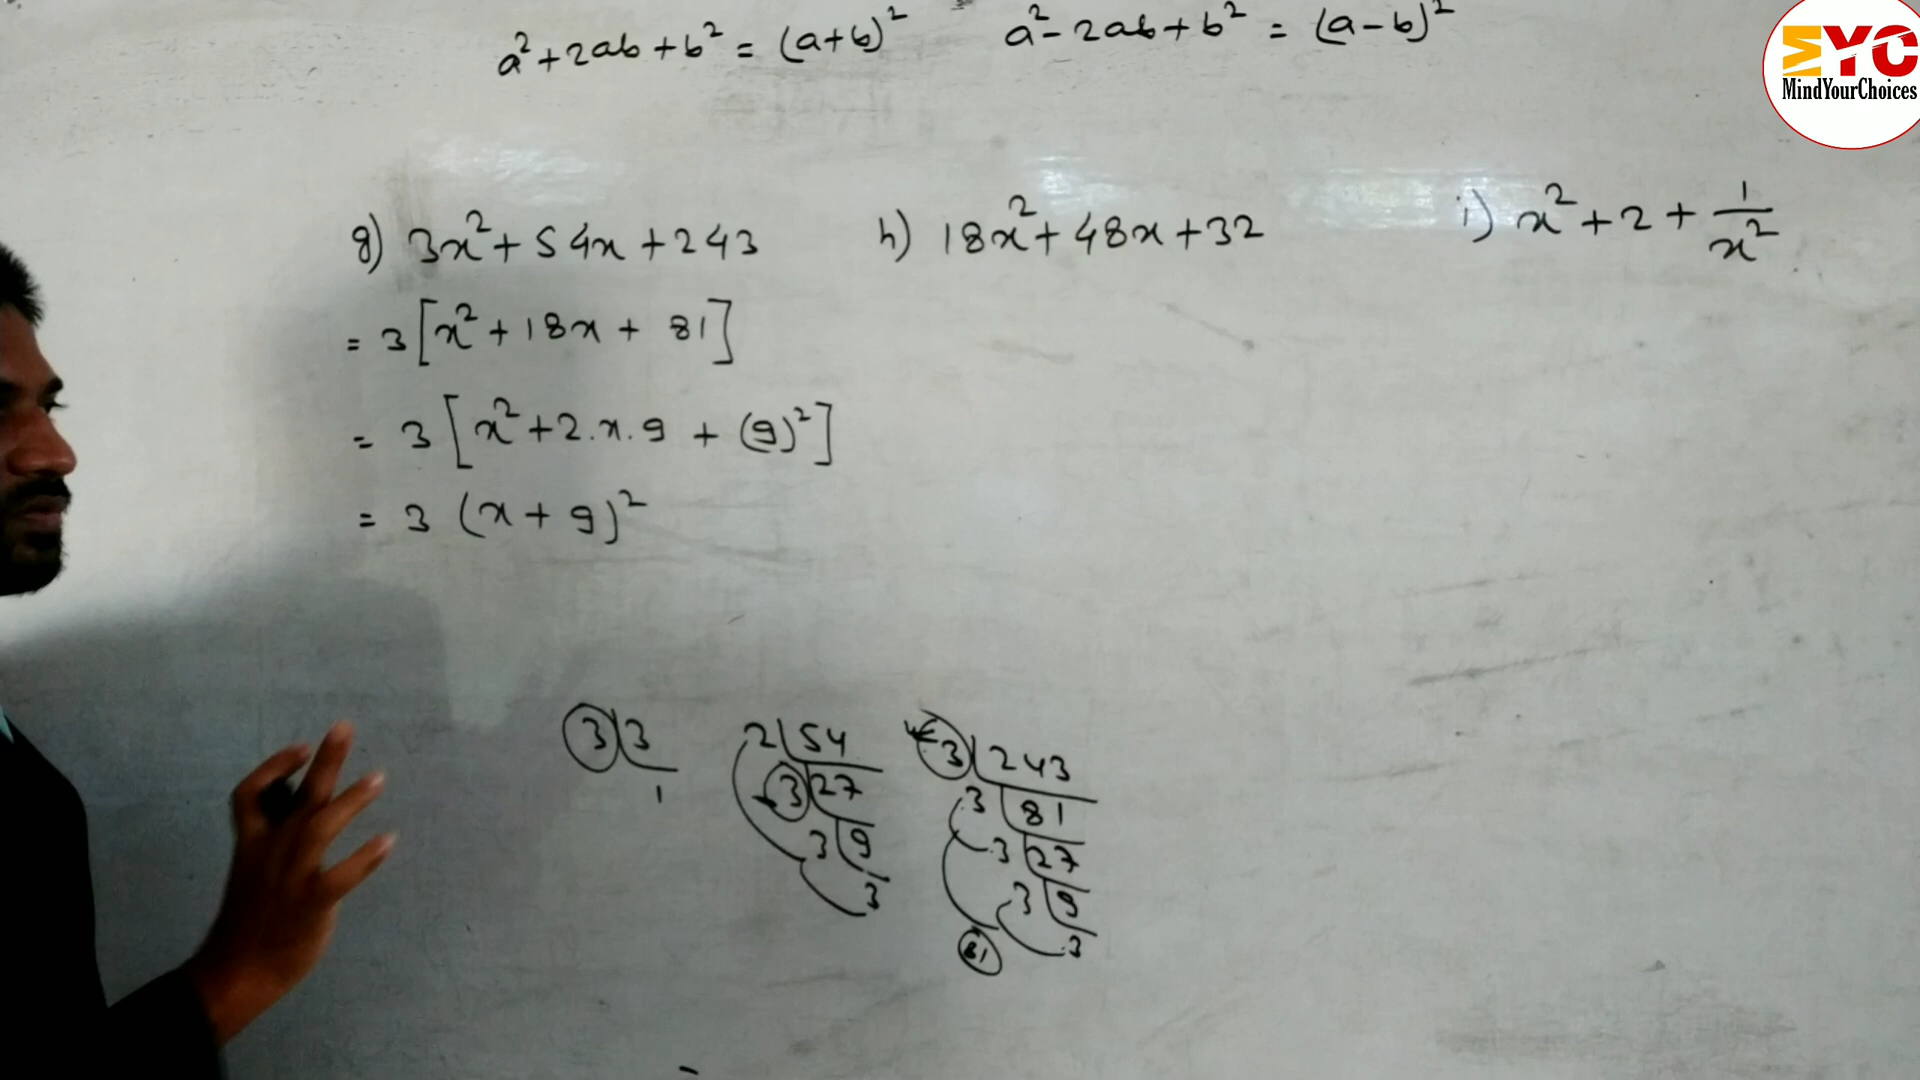 a²+2ab+b² = (a+b)² a²-2ab+b² = (a-b)²
MYC
MindYourChoices
g) 3x²+54x+243 h) 18x²+48x+32 i) x²+2+1/x²
= 3[x²+18x+ 81]
= 3[x²+2.x.9 + (9)²]
= 3 (x+9)²
3 3 2 54 3 243
1 3 27 3 81
3 9 3 27
3 3 9
81 3